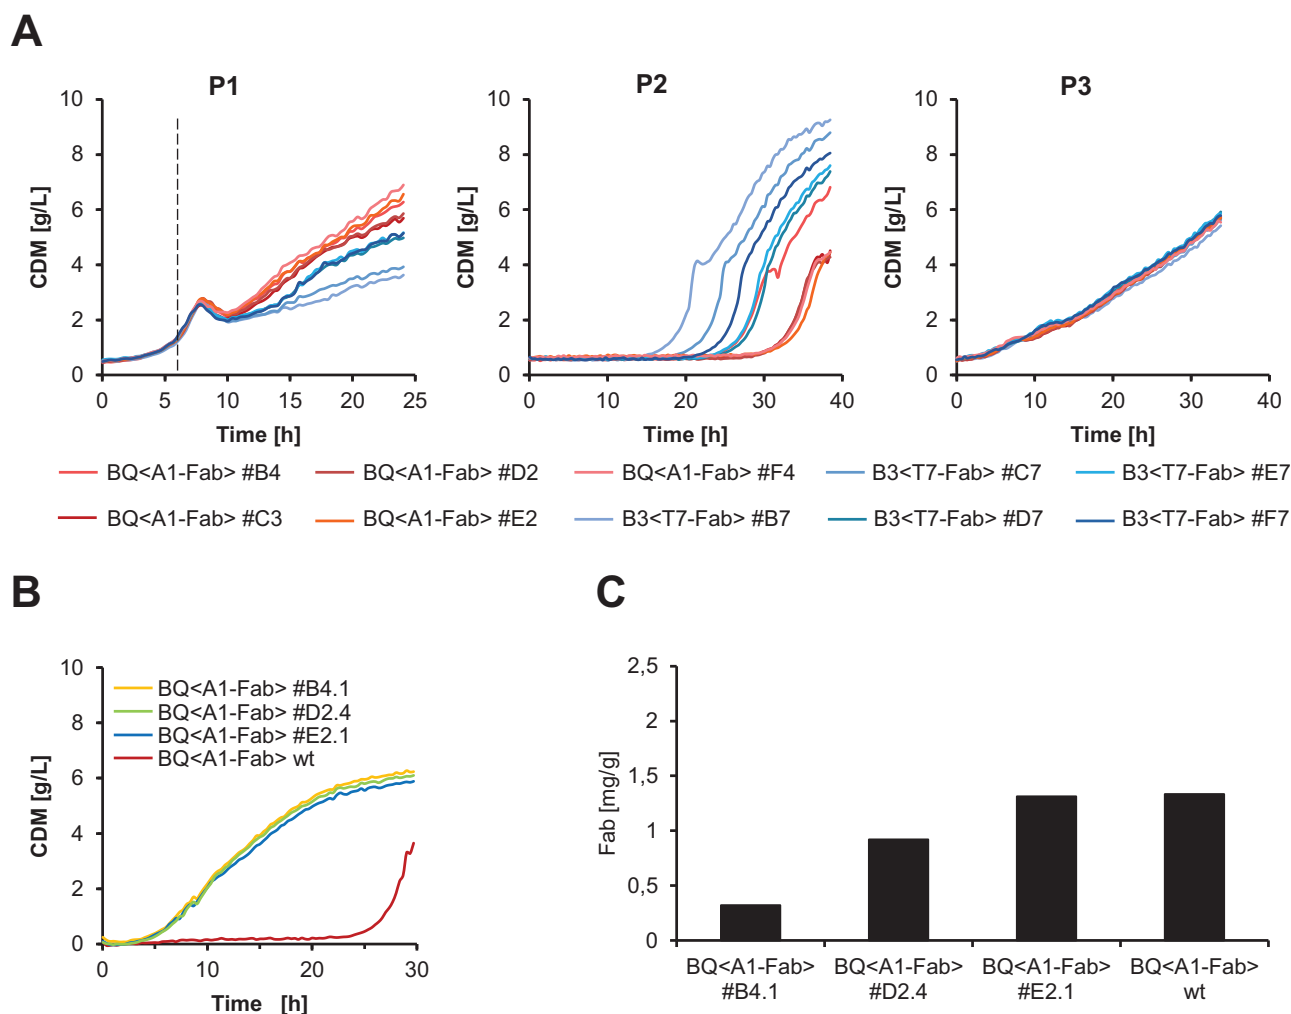 A
P1
P2
P3
CDM [g/L]
10
8
6
4
2
0
0
5
10
15
20
25
Time [h]
CDM [g/L]
10
8
6
4
2
0
0
10
20
30
40
Time [h]
CDM [g/L]
10
8
6
4
2
0
0
10
20
30
40
Time [h]
BQ<A1-Fab> #B4
BQ<A1-Fab> #D2
BQ<A1-Fab> #F4
B3<T7-Fab> #C7
B3<T7-Fab> #E7
BQ<A1-Fab> #C3
BQ<A1-Fab> #E2
B3<T7-Fab> #B7
B3<T7-Fab> #D7
B3<T7-Fab> #F7
B
CDM [g/L]
10
8
6
4
2
0
BQ<A1-Fab> #B4.1
BQ<A1-Fab> #D2.4
BQ<A1-Fab> #E2.1
BQ<A1-Fab> wt
0
10
20
30
Time [h]
C
Fab [mg/g]
2,5
2
1,5
1
0,5
0
BQ<A1-Fab>
#B4.1
BQ<A1-Fab>
#D2.4
BQ<A1-Fab>
#E2.1
BQ<A1-Fab>
wt